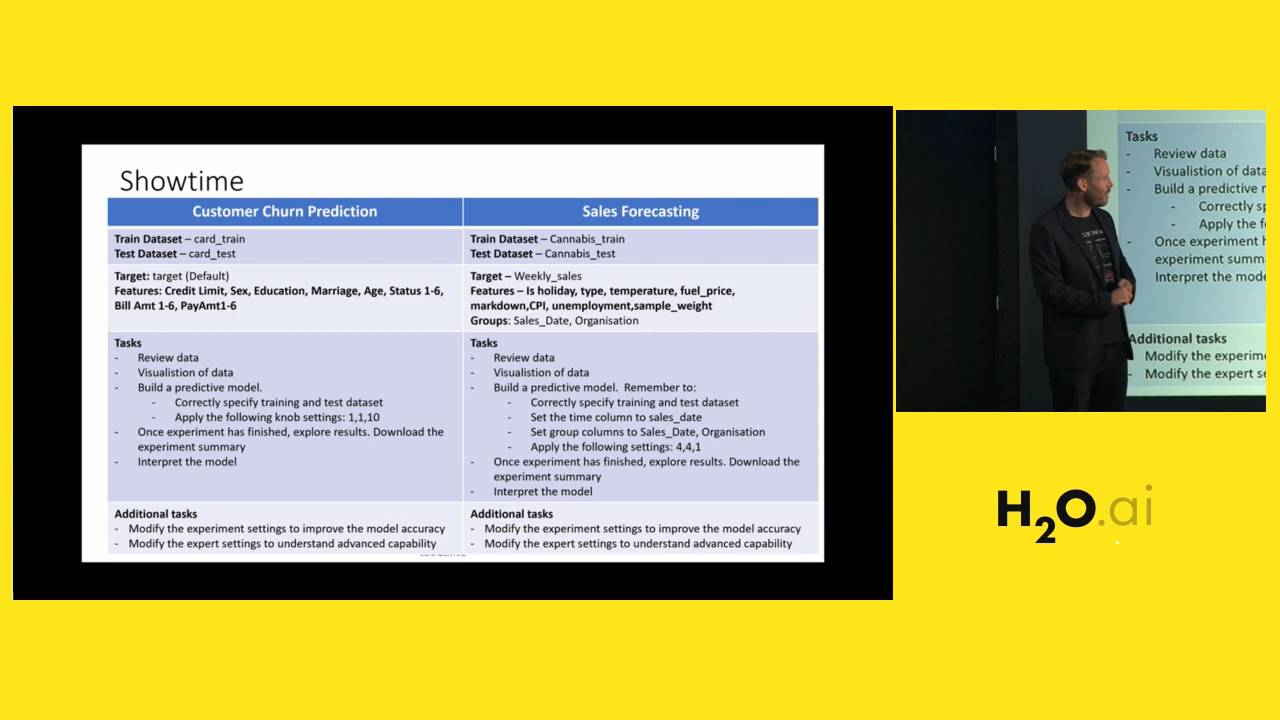 Showtime
Customer Churn Prediction
Sales Forecasting
Train Dataset – card_train
Test Dataset – card_test
Train Dataset – Cannabis_train
Test Dataset – Cannabis_test
Target: target (Default)
Features: Credit Limit, Sex, Education, Marriage, Age, Status 1-6,
Bill Amt 1-6, PayAmt1-6
Target – Weekly_sales
Features – Is holiday, type, temperature, fuel_price,
markdown,CPI, unemployment,sample_weight
Groups: Sales_Date, Organisation
Tasks
- Review data
- Visualistion of data
- Build a predictive model.
- Correctly specify training and test dataset
- Apply the following knob settings: 1,1,10
- Once experiment has finished, explore results. Download the
experiment summary
- Interpret the model
Tasks
- Review data
- Visualistion of data
- Build a predictive model. Remember to:
- Correctly specify training and test dataset
- Set the time column to sales_date
- Set group columns to Sales_Date, Organisation
- Apply the following settings: 4,4,1
- Once experiment has finished, explore results. Download the
experiment summary
- Interpret the model
Additional tasks
- Modify the experiment settings to improve the model accuracy
- Modify the expert settings to understand advanced capability
Additional tasks
- Modify the experiment settings to improve the model accuracy
- Modify the expert settings to understand advanced capability
Tasks
- Review data
- Visualistion of data
- Build a predictive
- Correctly
- Apply the
- Once experiment
experiment
Interpret the
Additional tasks
Modify the
- Modify the expert
H2O.ai